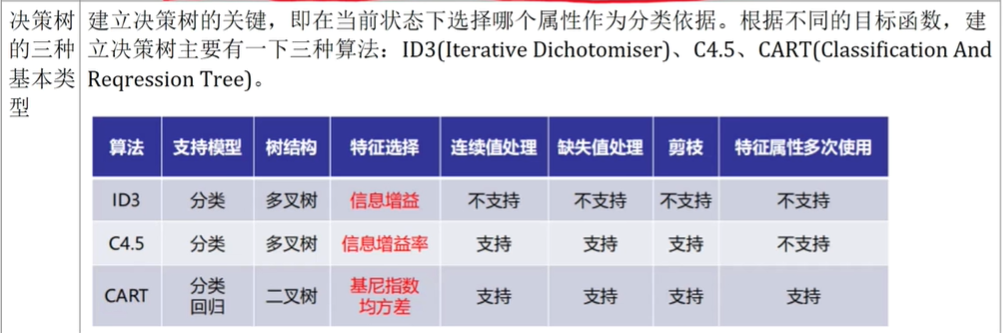 决策树的三种基本类型
建立决策树的关键，即在当前状态下选择哪个属性作为分类依据。根据不同的目标函数，建
立决策树主要有一下三种算法：ID3(Iterative Dichotomiser)、C4.5、CART(Classification And
Reqression Tree)。
算法 支持模型 树结构 特征选择 连续值处理 缺失值处理 剪枝 特征属性多次使用
ID3 分类 多叉树 信息增益 不支持 不支持 不支持 不支持
C4.5 分类 多叉树 信息增益率 支持 支持 支持 不支持
CART 分类 回归 二叉树 基尼指数 均方差 支持 支持 支持 支持